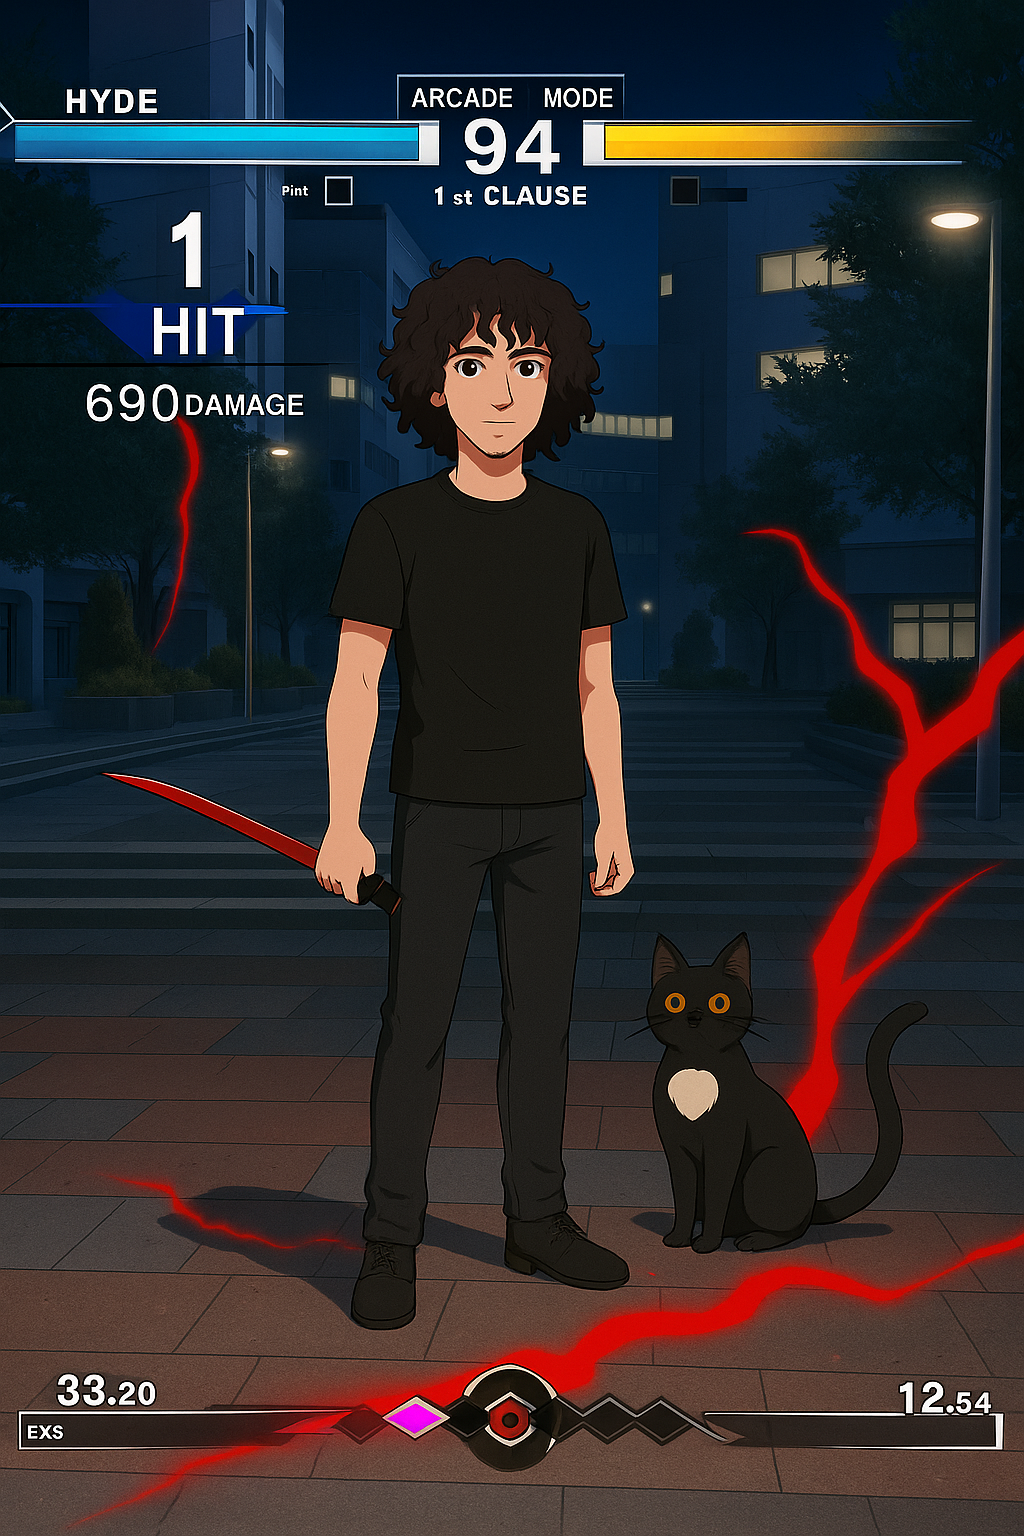 HYDE
ARCADE MODE
94
Pint
1 st CLAUSE
1
HIT
690 DAMAGE
33.20
12.54
EXS